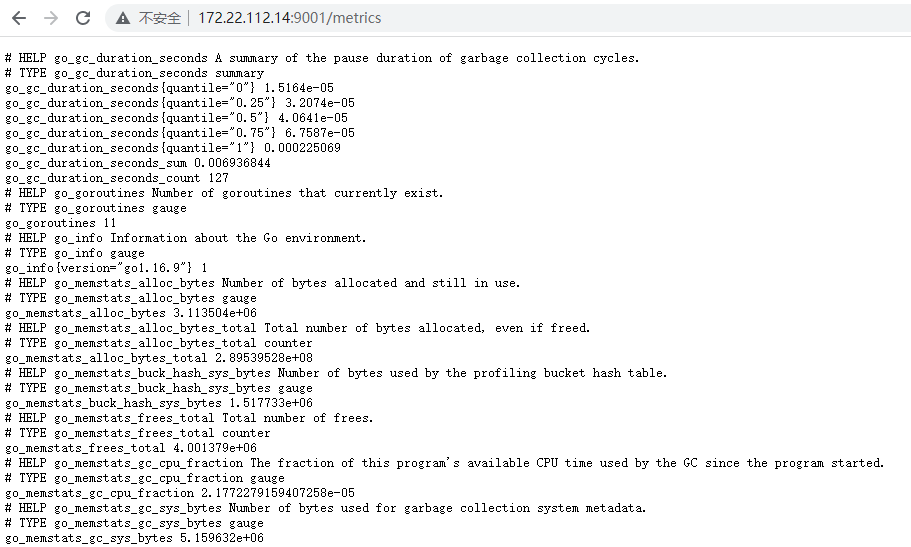 不安全 172.22.112.14:9001/metrics
# HELP go_gc_duration_seconds A summary of the pause duration of garbage collection cycles.
# TYPE go_gc_duration_seconds summary
go_gc_duration_seconds{quantile="0"} 1.5164e-05
go_gc_duration_seconds{quantile="0.25"} 3.2074e-05
go_gc_duration_seconds{quantile="0.5"} 4.0641e-05
go_gc_duration_seconds{quantile="0.75"} 6.7587e-05
go_gc_duration_seconds{quantile="1"} 0.000225069
go_gc_duration_seconds_sum 0.006936844
go_gc_duration_seconds_count 127
# HELP go_goroutines Number of goroutines that currently exist.
# TYPE go_goroutines gauge
go_goroutines 11
# HELP go_info Information about the Go environment.
# TYPE go_info gauge
go_info{version="go1.16.9"} 1
# HELP go_memstats_alloc_bytes Number of bytes allocated and still in use.
# TYPE go_memstats_alloc_bytes gauge
go_memstats_alloc_bytes 3.113504e+06
# HELP go_memstats_alloc_bytes_total Total number of bytes allocated, even if freed.
# TYPE go_memstats_alloc_bytes_total counter
go_memstats_alloc_bytes_total 2.89539528e+08
# HELP go_memstats_buck_hash_sys_bytes Number of bytes used by the profiling bucket hash table.
# TYPE go_memstats_buck_hash_sys_bytes gauge
go_memstats_buck_hash_sys_bytes 1.517733e+06
# HELP go_memstats_frees_total Total number of frees.
# TYPE go_memstats_frees_total counter
go_memstats_frees_total 4.001379e+06
# HELP go_memstats_gc_cpu_fraction The fraction of this program's available CPU time used by the GC since the program started.
# TYPE go_memstats_gc_cpu_fraction gauge
go_memstats_gc_cpu_fraction 2.1772279159407258e-05
# HELP go_memstats_gc_sys_bytes Number of bytes used for garbage collection system metadata.
# TYPE go_memstats_gc_sys_bytes gauge
go_memstats_gc_sys_bytes 5.159632e+06